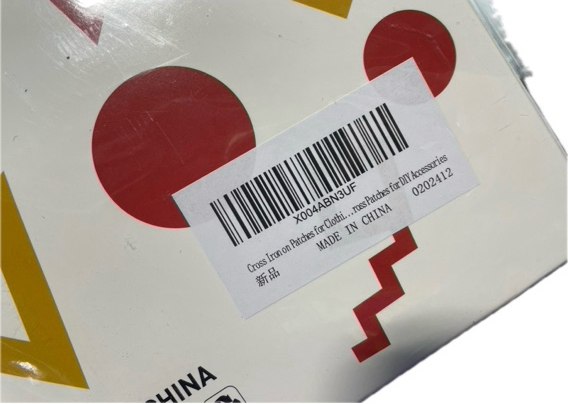 X004ABN3UF
Cross Iron on Patches for Clothi...ross Patches for DIY Accessories
新品
MADE IN CHINA
0202412
CHINA